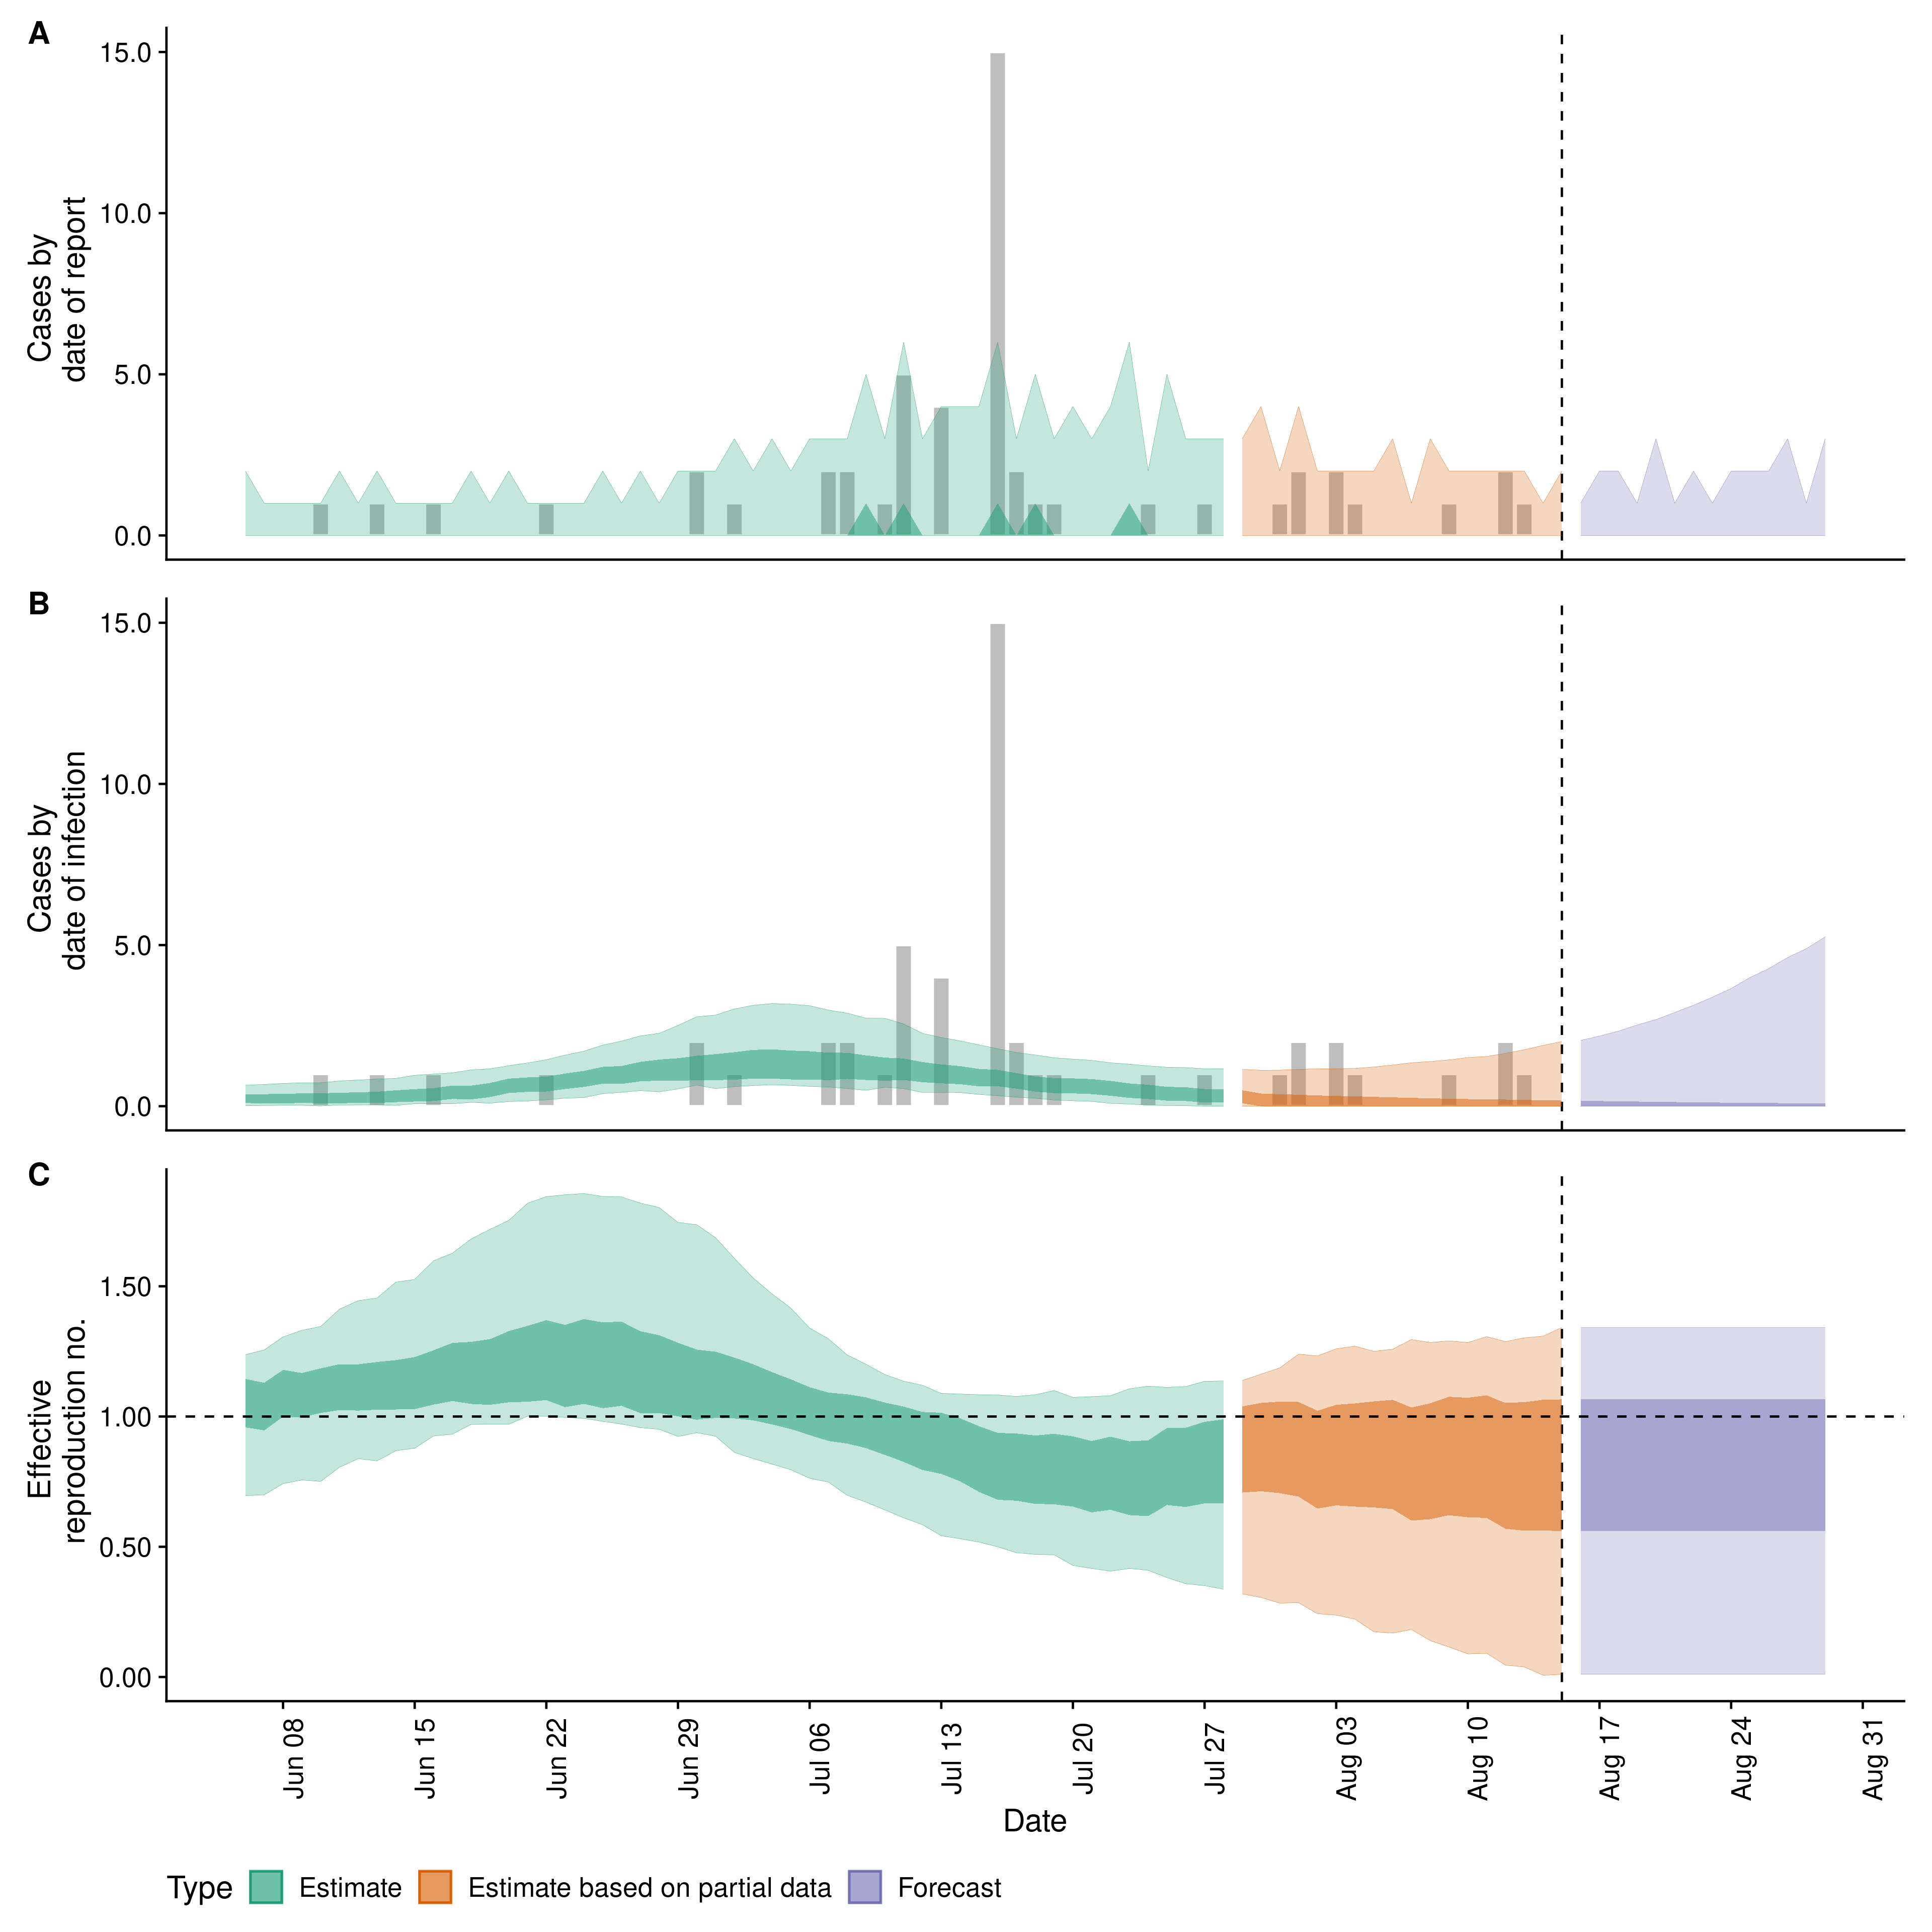 A
15.0
10.0
5.0
0.0
Cases by
date of report
B
15.0
10.0
5.0
0.0
Cases by
date of infection
C
1.50
1.00
0.50
0.00
Effective
reproduction no.
Jun 08
Jun 15
Jun 22
Jun 29
Jul 06
Jul 13
Jul 20
Jul 27
Aug 03
Aug 10
Aug 17
Aug 24
Aug 31
Date
Type Estimate Estimate based on partial data Forecast